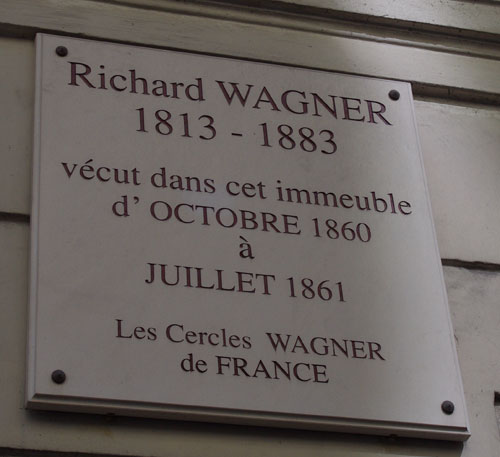 Richard WAGNER
1813 - 1883
vécut dans cet immeuble
d' OCTOBRE 1860
à
JUILLET 1861
Les Cercles WAGNER
de FRANCE